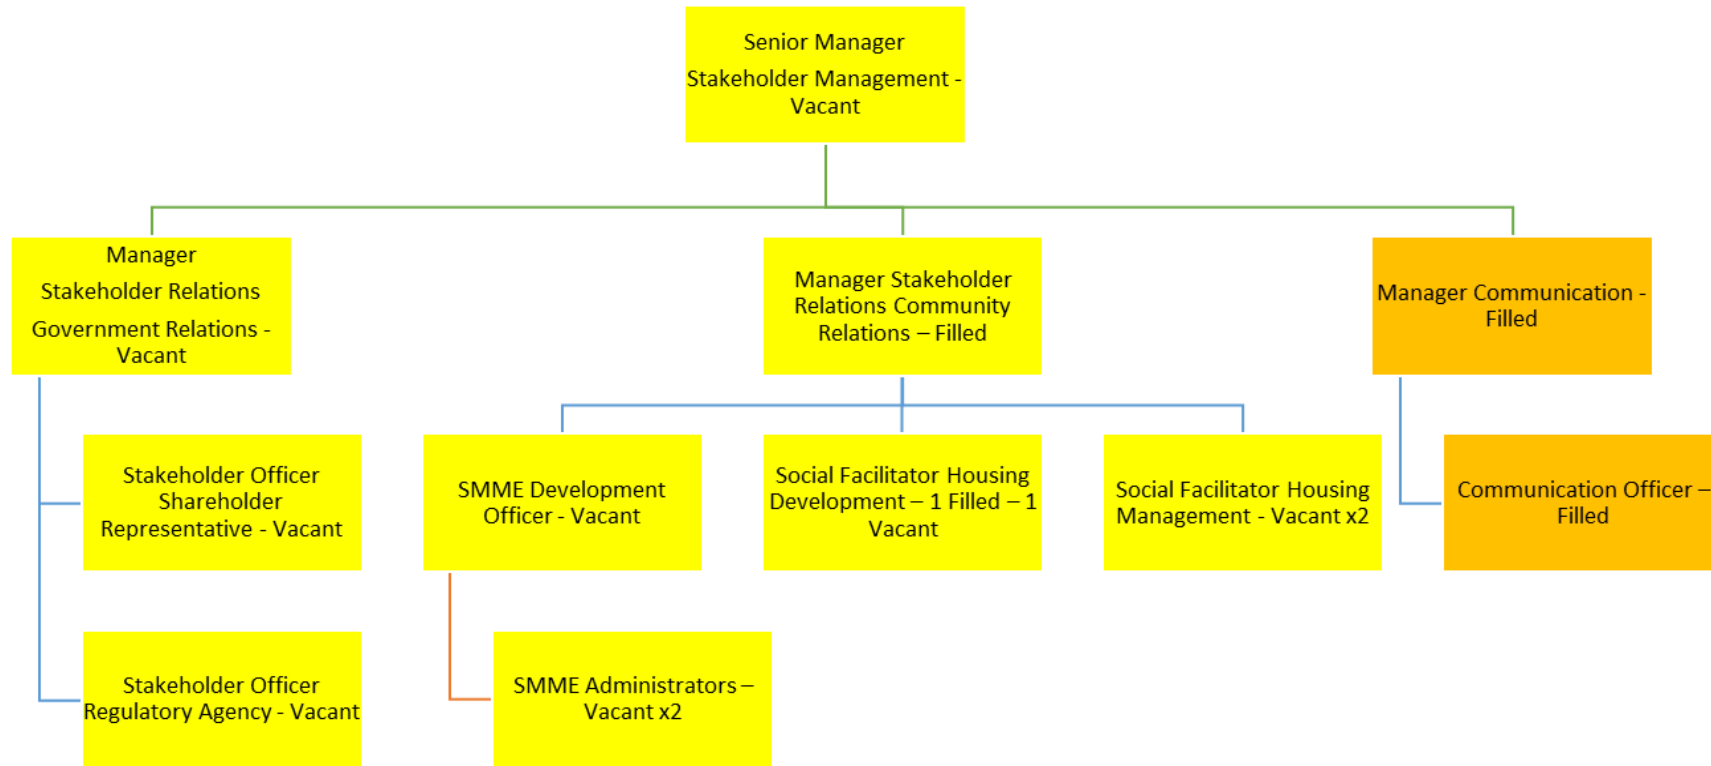 Senior Manager
Stakeholder Management -
Vacant
Manager
Stakeholder Relations
Government Relations -
Vacant
Manager Stakeholder
Relations Community
Relations – Filled
Manager Communication -
Filled
Stakeholder Officer
Shareholder
Representative - Vacant
SMME Development
Officer - Vacant
Social Facilitator Housing
Development – 1 Filled – 1
Vacant
Social Facilitator Housing
Management - Vacant x2
Communication Officer –
Filled
Stakeholder Officer
Regulatory Agency - Vacant
SMME Administrators –
Vacant x2